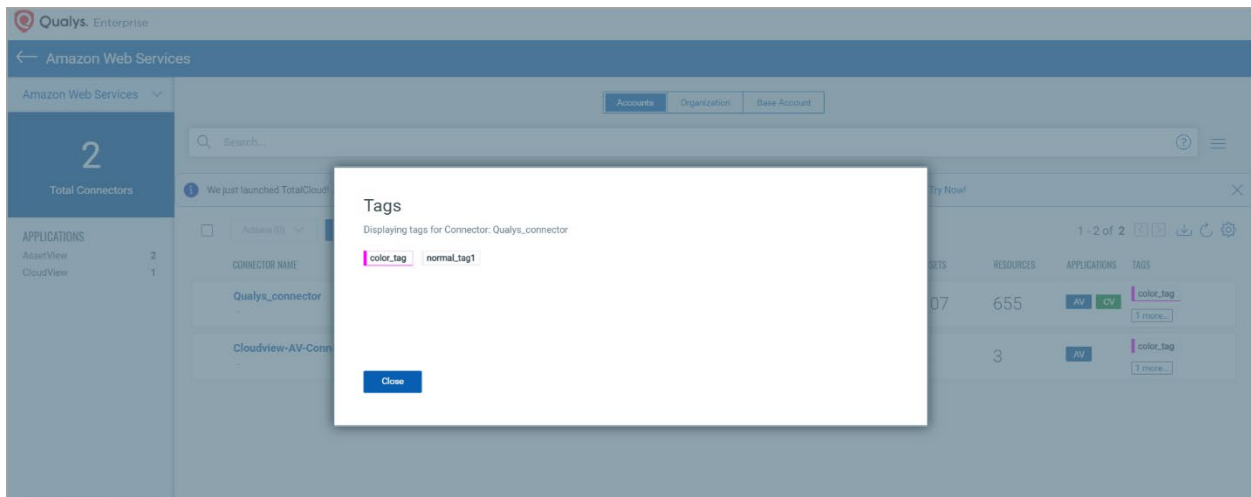 Qualys. Enterprise
Amazon Web Services
Amazon Web Services
Accounts Organization Base Account
2
Total Connectors
Search...
We just launched TotalCloud! Try Now!
Tags
Displaying tags for Connector: Qualys_connector
color_tag normal_tag1
Close
APPLICATIONS
AssetView 2
CloudView 1
Actions (0) 1 - 2 of 2
CONNECTOR NAME SETS RESOURCES APPLICATIONS TAGS
Qualys_connector 07 655 AV CV color_tag
1 more...
Cloudview-AV-Conn 3 AV color_tag
1 more...